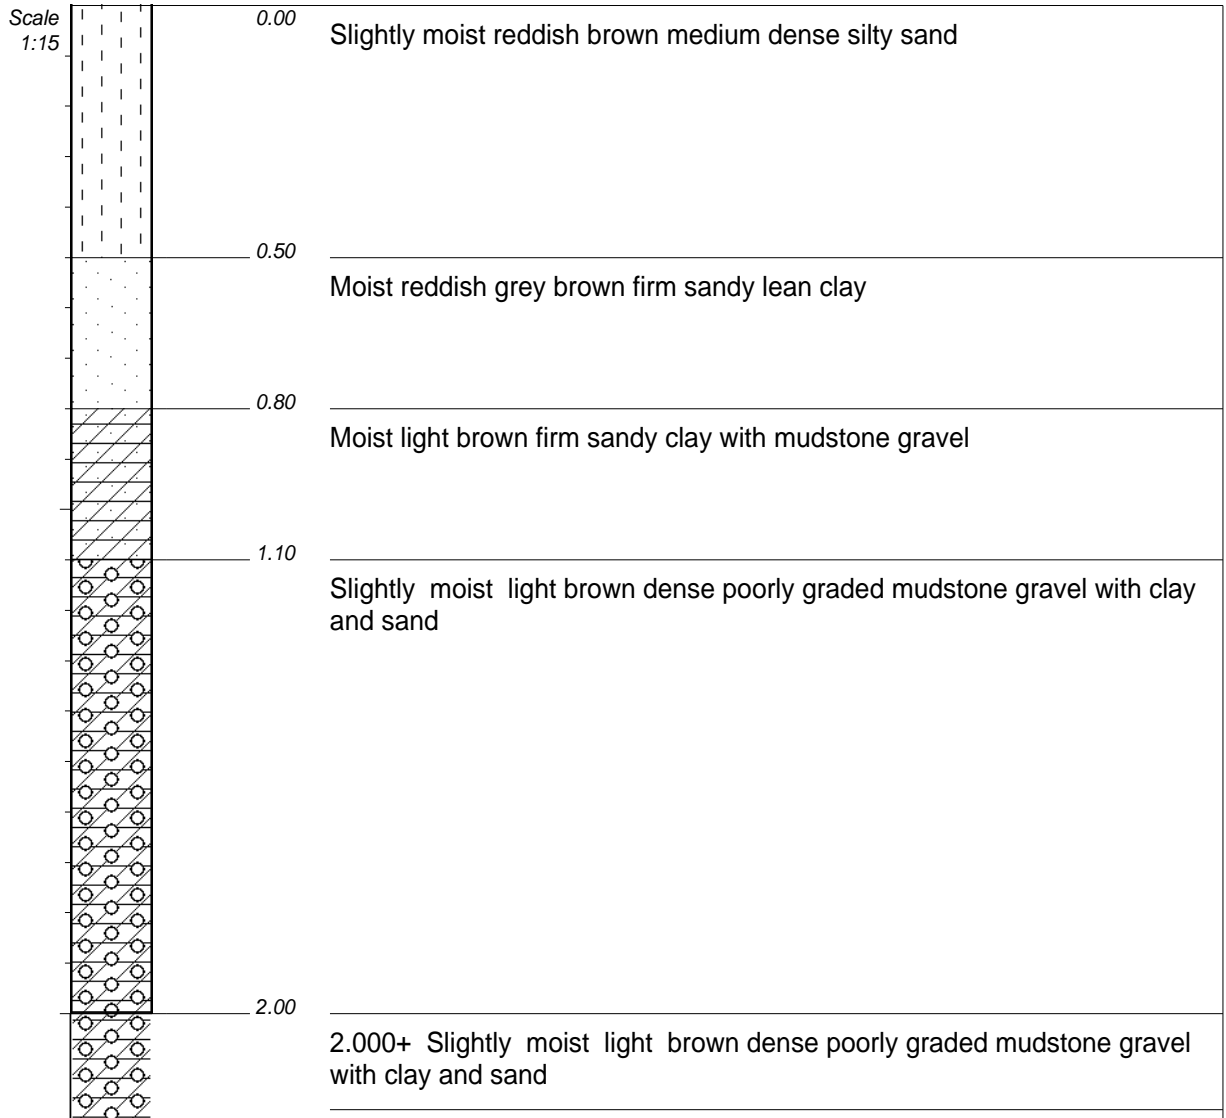 Scale
1:15
0.00
Slightly moist reddish brown medium dense silty sand
0.50
Moist reddish grey brown firm sandy lean clay
0.80
Moist light brown firm sandy clay with mudstone gravel
1.10
Slightly moist light brown dense poorly graded mudstone gravel with clay
and sand
2.00
2.000+ Slightly moist light brown dense poorly graded mudstone gravel
with clay and sand